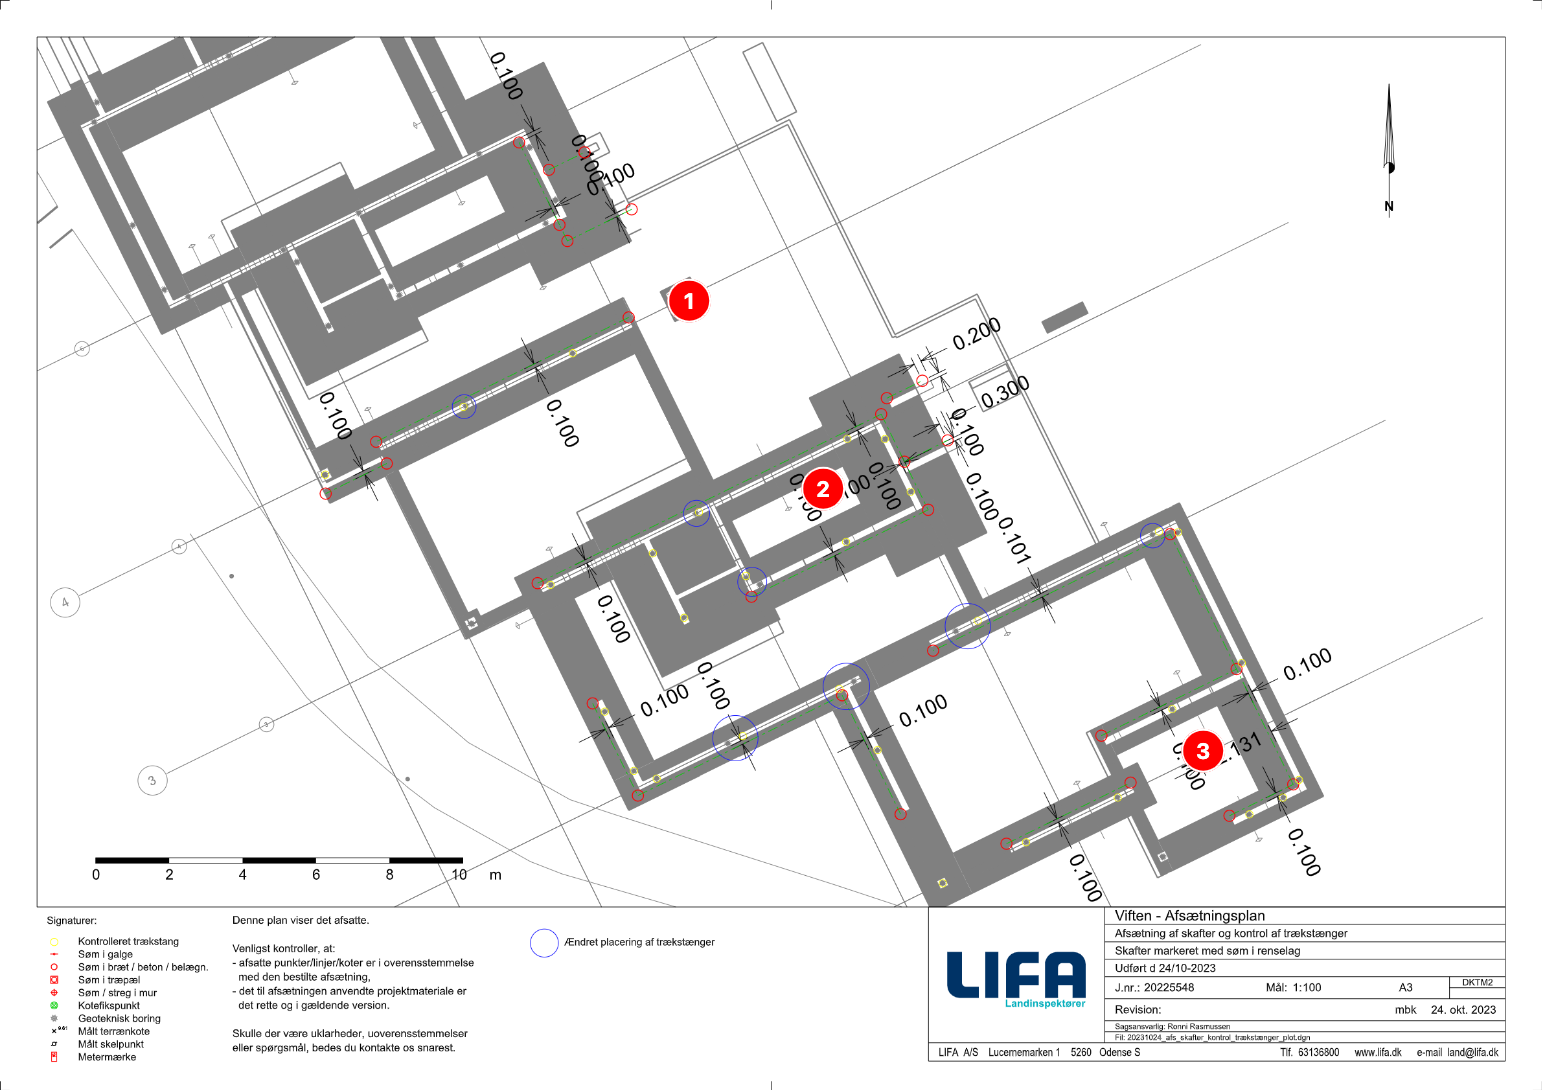 0.100
0.100
0.100
1
0.200
0.300
0.100
0.100
0.100
0.100
2
0.100
0.100
0.101
N
C
A
4
2
3
0.100
0.100
0.100
0.100
0.100
3
0.100
0.100
0.100
0 2 4 6 8 10 m
Signaturer:
Kontrolleret trækstang
Søm i galge
Søm i bræt / beton / belægn.
Søm i træpæl
Søm / streg i mur
Kotefikspunkt
Geoteknisk boring
9.61 Målt terrænkote
Målt skelpunkt
Metermærke
Denne plan viser det afsatte.
Venligst kontroller, at:
- afsatte punkter/linjer/koter er i overensstemmelse
med den bestilte afsætning,
- det til afsætningen anvendte projektmateriale er
det rette og i gældende version.
Skulle der være uklarheder, uoverensstemmelser
eller spørgsmål, bedes du kontakte os snarest.
Ændret placering af trækstænger
LIFA
Landinspektører
Viften - Afsætningsplan
Afsætning af skafter og kontrol af trækstænger
Skafter markeret med søm i renselag
Udført d 24/10-2023
J.nr.: 20225548 Mål: 1:100 A3 DKTM2
Revision: mbk 24. okt. 2023
Sagsansvarlig: Ronni Rasmussen
Fil: 20231024_afs_skafter_kontrol_trækstænger_plot.dgn
LIFA A/S Lucernemarken 1 5260 Odense S Tlf. 63136800 www.lifa.dk e-mail land@lifa.dk